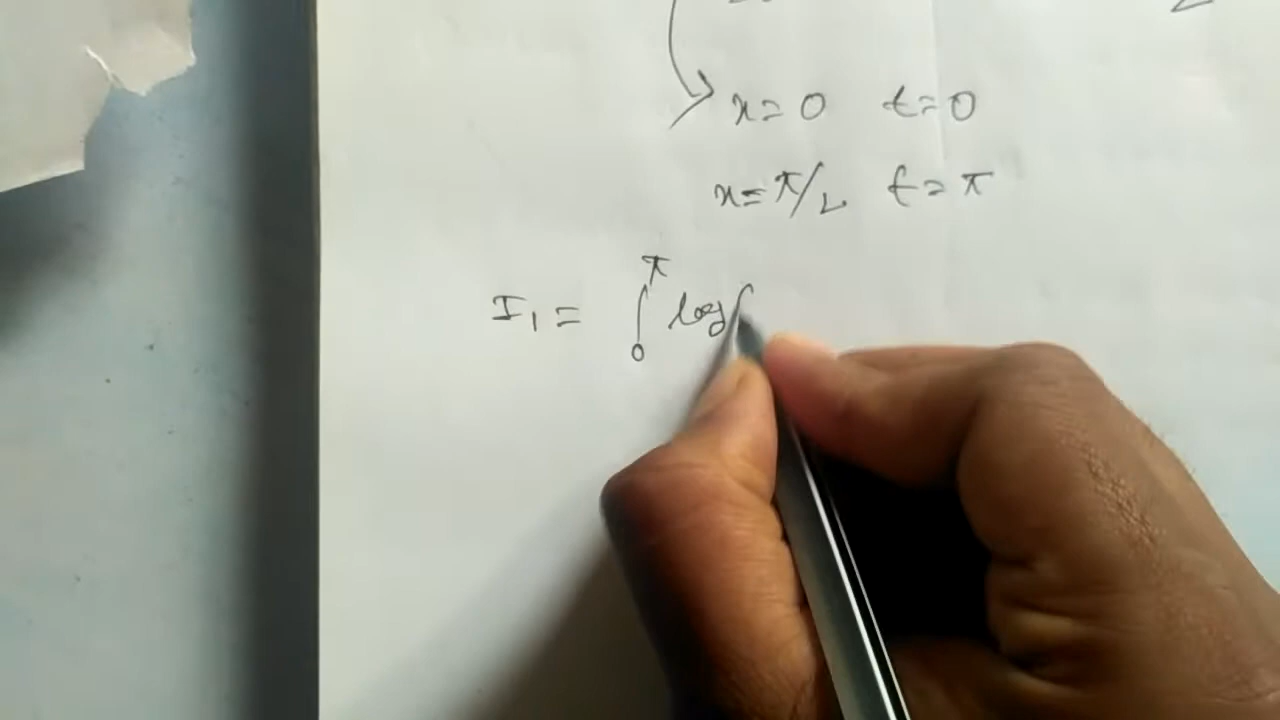 x=0 t=0
x=π/2 t=π
I₁ = ∫₀^π log(